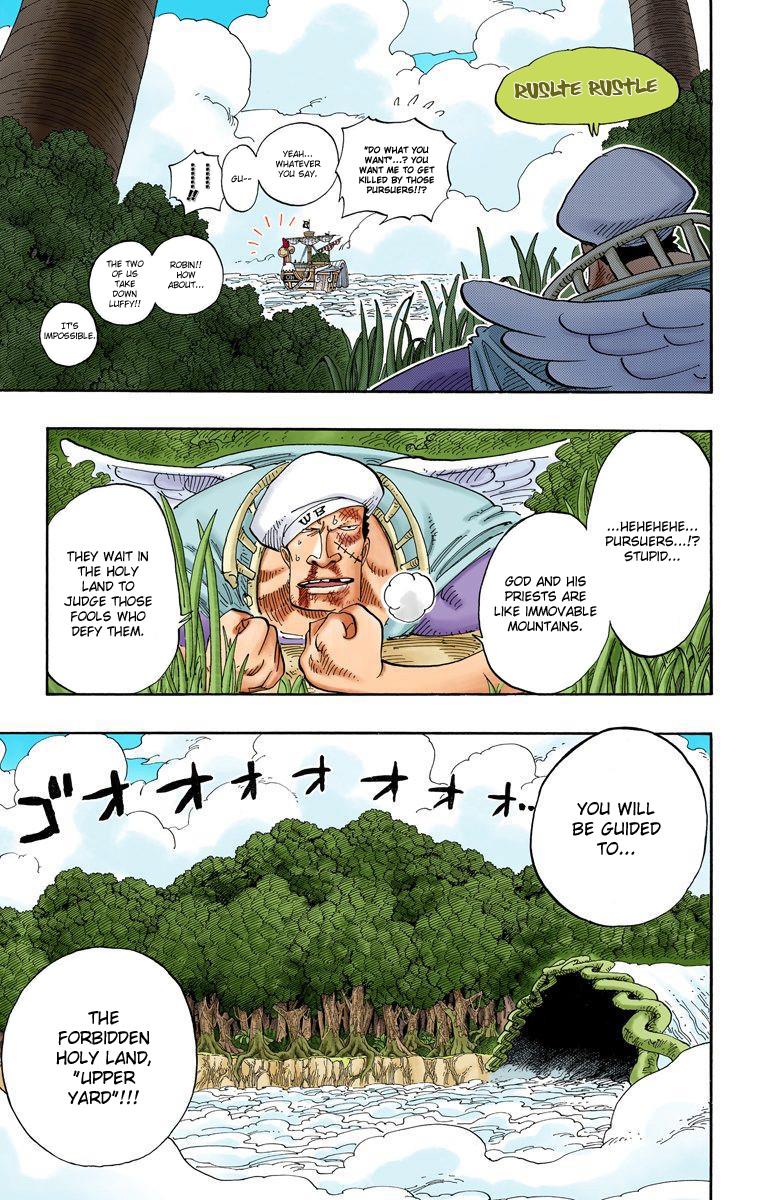 RUSLTE RUSTLE
"DO WHAT YOU
WANT"...? YOU
WANT ME TO GET
KILLED BY THOSE
PURSUERS!!?
YEAH...
WHATEVER
YOU SAY.
GU--
......
......
!!
ROBIN!!
HOW
ABOUT...
THE TWO
OF US
TAKE
DOWN
LUFFY!!
IT'S
IMPOSSIBLE.
...HEHEHEHE...
PURSUERS...!?
STUPID...
GOD AND HIS
PRIESTS ARE
LIKE IMMOVABLE
MOUNTAINS.
WB
THEY WAIT IN
THE HOLY
LAND TO
JUDGE THOSE
FOOLS WHO
DEFY THEM.
ゴオオオオオオオ..
YOU WILL
BE GUIDED
TO...
THE
FORBIDDEN
HOLY LAND,
"UPPER
YARD"!!!